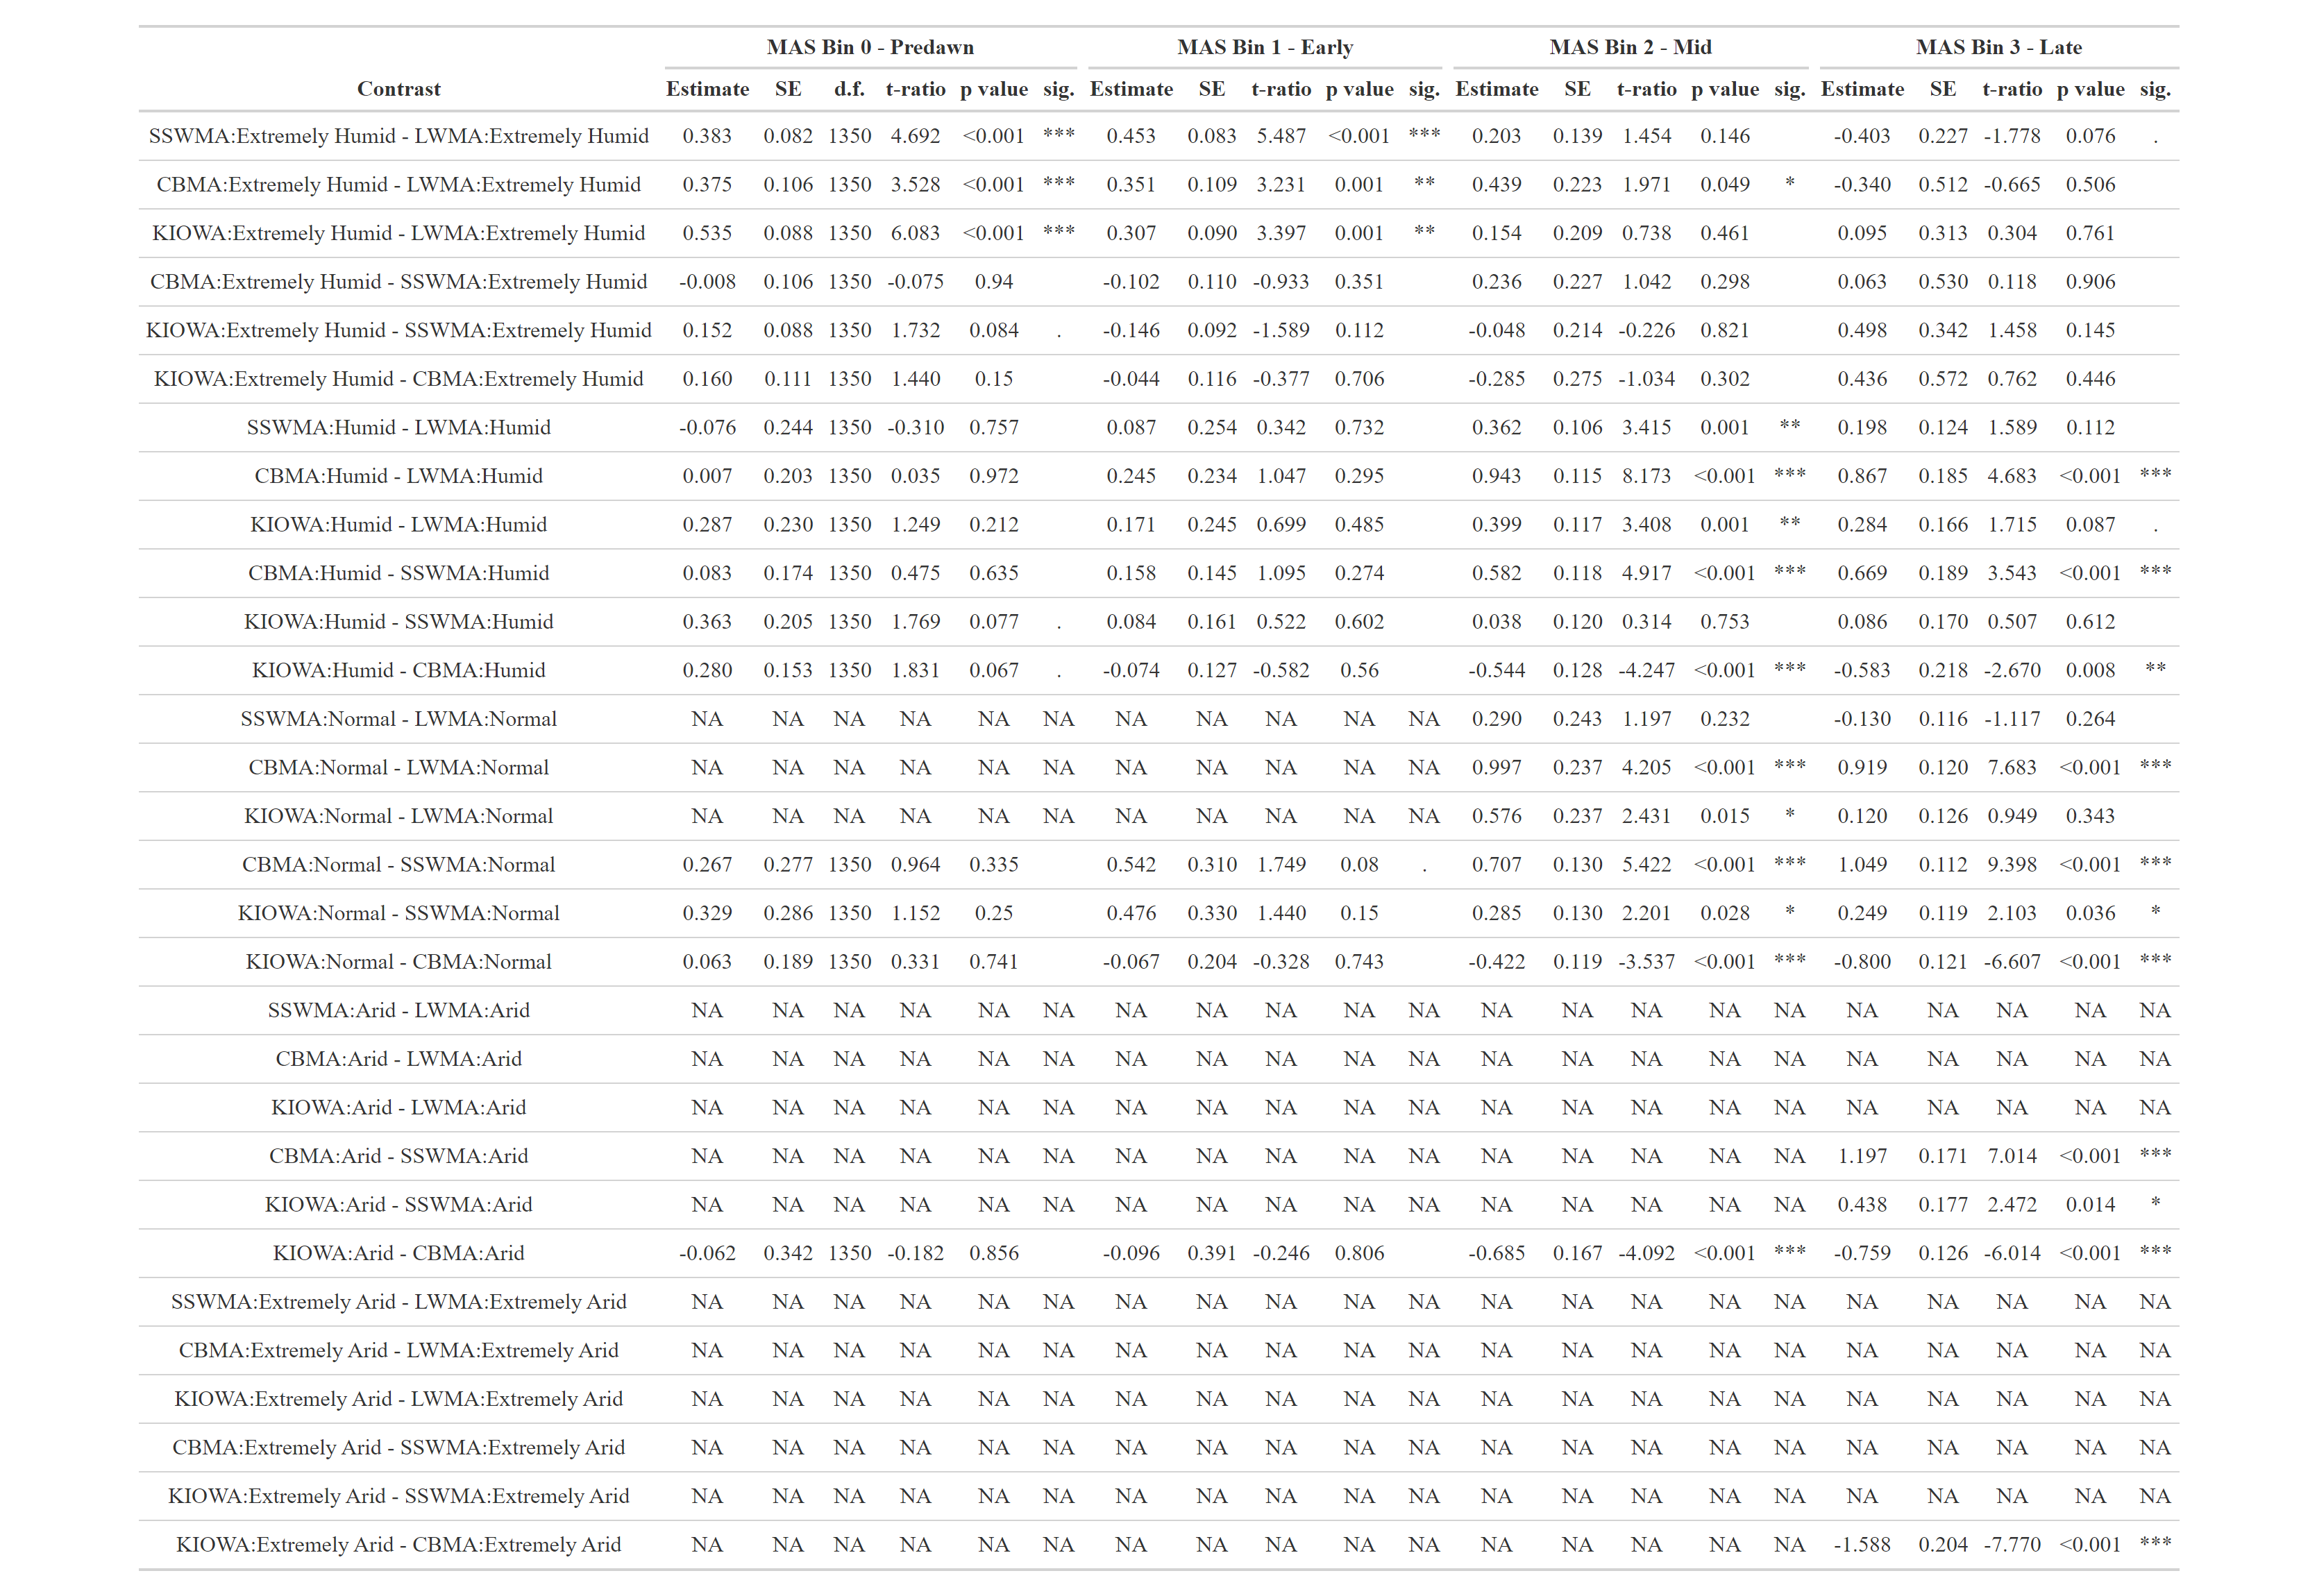 MAS Bin 0 - Predawn MAS Bin 1 - Early MAS Bin 2 - Mid MAS Bin 3 - Late
Contrast Estimate SE d.f. t-ratio p value sig. Estimate SE t-ratio p value sig. Estimate SE t-ratio p value sig. Estimate SE t-ratio p value sig.
SSWMA:Extremely Humid - LWMA:Extremely Humid 0.383 0.082 1350 4.692 <0.001 *** 0.453 0.083 5.487 <0.001 *** 0.203 0.139 1.454 0.146 -0.403 0.227 -1.778 0.076 .
CBMA:Extremely Humid - LWMA:Extremely Humid 0.375 0.106 1350 3.528 <0.001 *** 0.351 0.109 3.231 0.001 ** 0.439 0.223 1.971 0.049 * -0.340 0.512 -0.665 0.506
KIOWA:Extremely Humid - LWMA:Extremely Humid 0.535 0.088 1350 6.083 <0.001 *** 0.307 0.090 3.397 0.001 ** 0.154 0.209 0.738 0.461 0.095 0.313 0.304 0.761
CBMA:Extremely Humid - SSWMA:Extremely Humid -0.008 0.106 1350 -0.075 0.94 -0.102 0.110 -0.933 0.351 0.236 0.227 1.042 0.298 0.063 0.530 0.118 0.906
KIOWA:Extremely Humid - SSWMA:Extremely Humid 0.152 0.088 1350 1.732 0.084 . -0.146 0.092 -1.589 0.112 -0.048 0.214 -0.226 0.821 0.498 0.342 1.458 0.145
KIOWA:Extremely Humid - CBMA:Extremely Humid 0.160 0.111 1350 1.440 0.15 -0.044 0.116 -0.377 0.706 -0.285 0.275 -1.034 0.302 0.436 0.572 0.762 0.446
SSWMA:Humid - LWMA:Humid -0.076 0.244 1350 -0.310 0.757 0.087 0.254 0.342 0.732 0.362 0.106 3.415 0.001 ** 0.198 0.124 1.589 0.112
CBMA:Humid - LWMA:Humid 0.007 0.203 1350 0.035 0.972 0.245 0.234 1.047 0.295 0.943 0.115 8.173 <0.001 *** 0.867 0.185 4.683 <0.001 ***
KIOWA:Humid - LWMA:Humid 0.287 0.230 1350 1.249 0.212 0.171 0.245 0.699 0.485 0.399 0.117 3.408 0.001 ** 0.284 0.166 1.715 0.087 .
CBMA:Humid - SSWMA:Humid 0.083 0.174 1350 0.475 0.635 0.158 0.145 1.095 0.274 0.582 0.118 4.917 <0.001 *** 0.669 0.189 3.543 <0.001 ***
KIOWA:Humid - SSWMA:Humid 0.363 0.205 1350 1.769 0.077 . 0.084 0.161 0.522 0.602 0.038 0.120 0.314 0.753 0.086 0.170 0.507 0.612
KIOWA:Humid - CBMA:Humid 0.280 0.153 1350 1.831 0.067 . -0.074 0.127 -0.582 0.56 -0.544 0.128 -4.247 <0.001 *** -0.583 0.218 -2.670 0.008 **
SSWMA:Normal - LWMA:Normal NA NA NA NA NA NA NA NA NA NA NA 0.290 0.243 1.197 0.232 -0.130 0.116 -1.117 0.264
CBMA:Normal - LWMA:Normal NA NA NA NA NA NA NA NA NA NA NA 0.997 0.237 4.205 <0.001 *** 0.919 0.120 7.683 <0.001 ***
KIOWA:Normal - LWMA:Normal NA NA NA NA NA NA NA NA NA NA NA 0.576 0.237 2.431 0.015 * 0.120 0.126 0.949 0.343
CBMA:Normal - SSWMA:Normal 0.267 0.277 1350 0.964 0.335 0.542 0.310 1.749 0.08 . 0.707 0.130 5.422 <0.001 *** 1.049 0.112 9.398 <0.001 ***
KIOWA:Normal - SSWMA:Normal 0.329 0.286 1350 1.152 0.25 0.476 0.330 1.440 0.15 0.285 0.130 2.201 0.028 * 0.249 0.119 2.103 0.036 *
KIOWA:Normal - CBMA:Normal 0.063 0.189 1350 0.331 0.741 -0.067 0.204 -0.328 0.743 -0.422 0.119 -3.537 <0.001 *** -0.800 0.121 -6.607 <0.001 ***
SSWMA:Arid - LWMA:Arid NA NA NA NA NA NA NA NA NA NA NA NA NA NA NA NA NA NA NA NA NA
CBMA:Arid - LWMA:Arid NA NA NA NA NA NA NA NA NA NA NA NA NA NA NA NA NA NA NA NA NA
KIOWA:Arid - LWMA:Arid NA NA NA NA NA NA NA NA NA NA NA NA NA NA NA NA NA NA NA NA NA
CBMA:Arid - SSWMA:Arid NA NA NA NA NA NA NA NA NA NA NA NA NA NA NA NA 1.197 0.171 7.014 <0.001 ***
KIOWA:Arid - SSWMA:Arid NA NA NA NA NA NA NA NA NA NA NA NA NA NA NA NA 0.438 0.177 2.472 0.014 *
KIOWA:Arid - CBMA:Arid -0.062 0.342 1350 -0.182 0.856 -0.096 0.391 -0.246 0.806 -0.685 0.167 -4.092 <0.001 *** -0.759 0.126 -6.014 <0.001 ***
SSWMA:Extremely Arid - LWMA:Extremely Arid NA NA NA NA NA NA NA NA NA NA NA NA NA NA NA NA NA NA NA NA NA
CBMA:Extremely Arid - LWMA:Extremely Arid NA NA NA NA NA NA NA NA NA NA NA NA NA NA NA NA NA NA NA NA NA
KIOWA:Extremely Arid - LWMA:Extremely Arid NA NA NA NA NA NA NA NA NA NA NA NA NA NA NA NA NA NA NA NA NA
CBMA:Extremely Arid - SSWMA:Extremely Arid NA NA NA NA NA NA NA NA NA NA NA NA NA NA NA NA NA NA NA NA NA
KIOWA:Extremely Arid - SSWMA:Extremely Arid NA NA NA NA NA NA NA NA NA NA NA NA NA NA NA NA NA NA NA NA NA
KIOWA:Extremely Arid - CBMA:Extremely Arid NA NA NA NA NA NA NA NA NA NA NA NA NA NA NA NA -1.588 0.204 -7.770 <0.001 ***